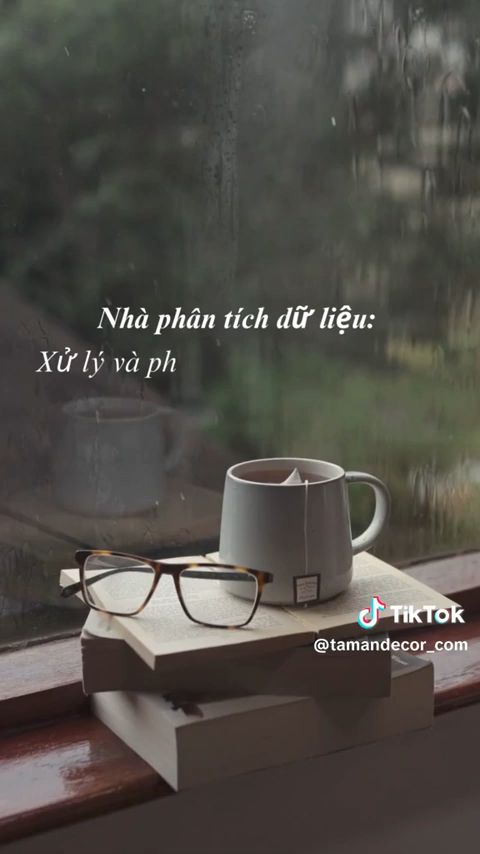 Nhà phân tích dữ liệu:
Xử lý và ph
TikTok
@tamandecor_com